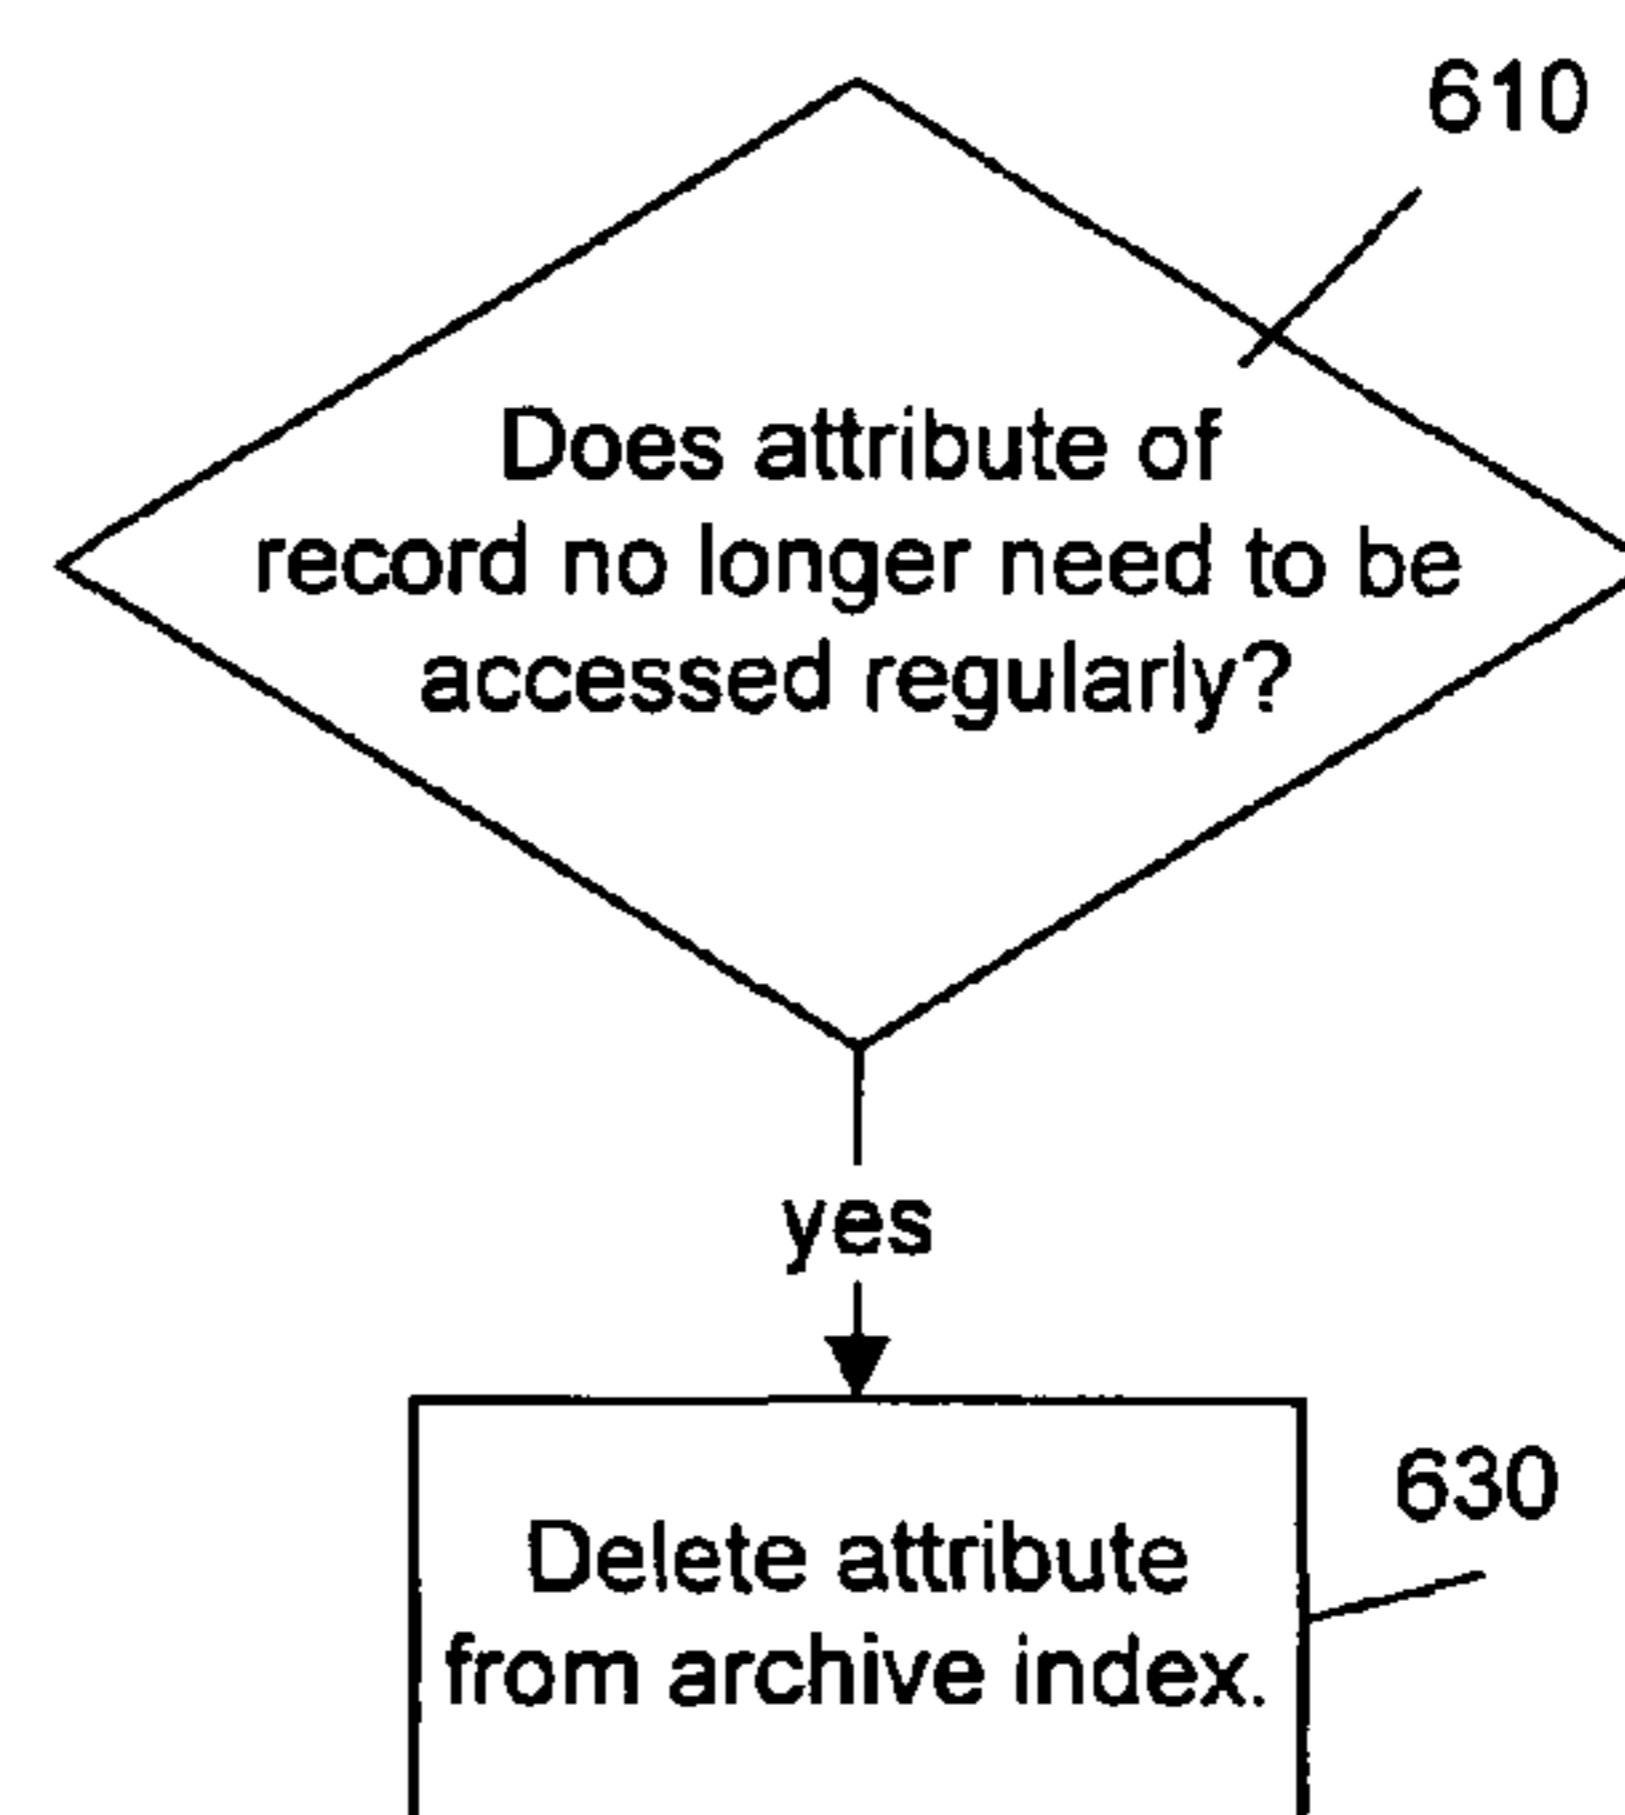 610
Does attribute of
record no longer need to be
accessed regularly?
yes
630
Delete attribute
from archive index.